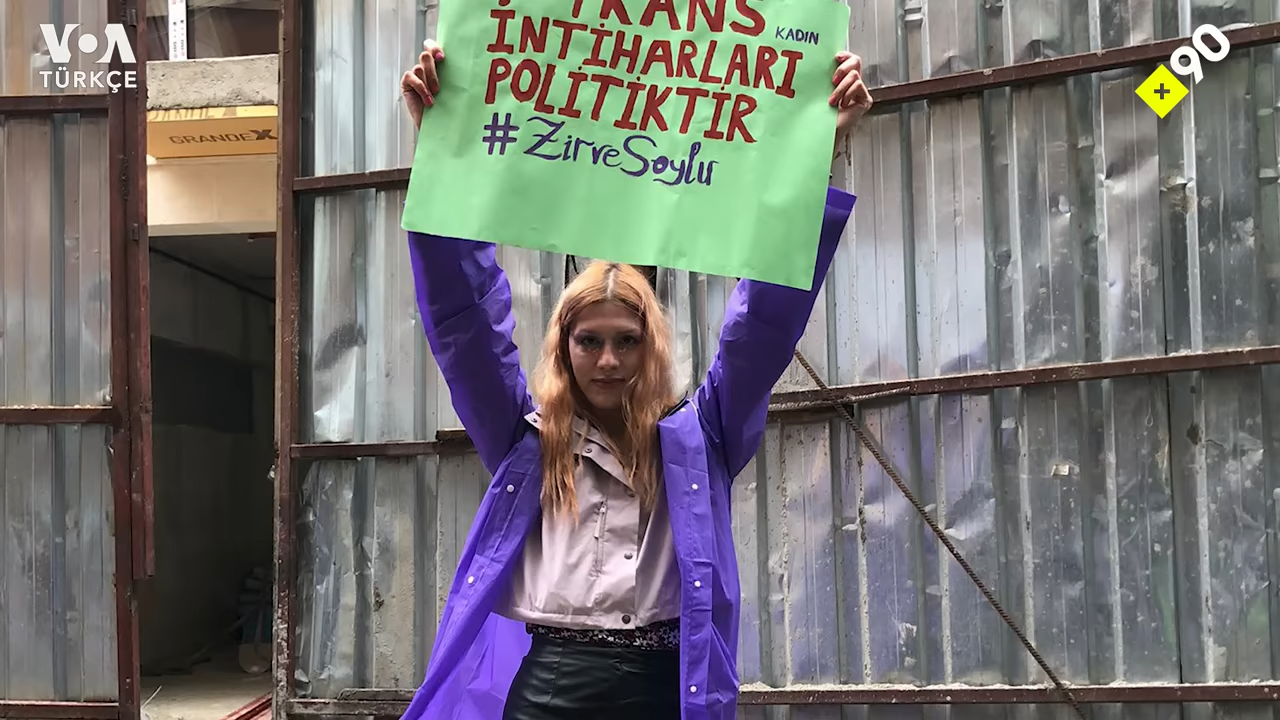 VOA
TÜRKÇE
+90
GRANDEX
TRANS KADIN
İNTİHARLARI
POLİTİKTİR
#ZirveSoylu